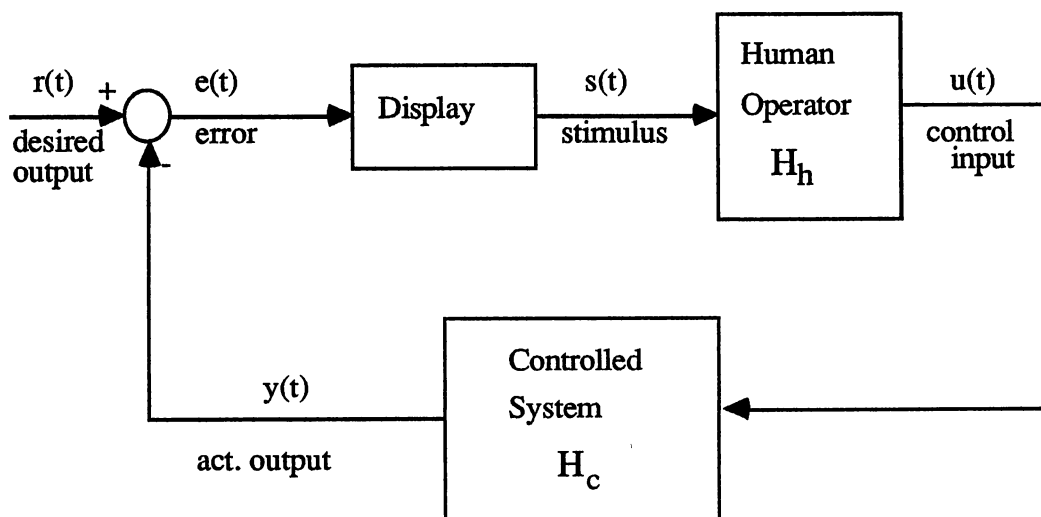 r(t)
+
desired
output
-
e(t)
error
Display
s(t)
stimulus
Human
Operator
Hh
u(t)
control
input
Controlled
System
Hc
y(t)
act. output